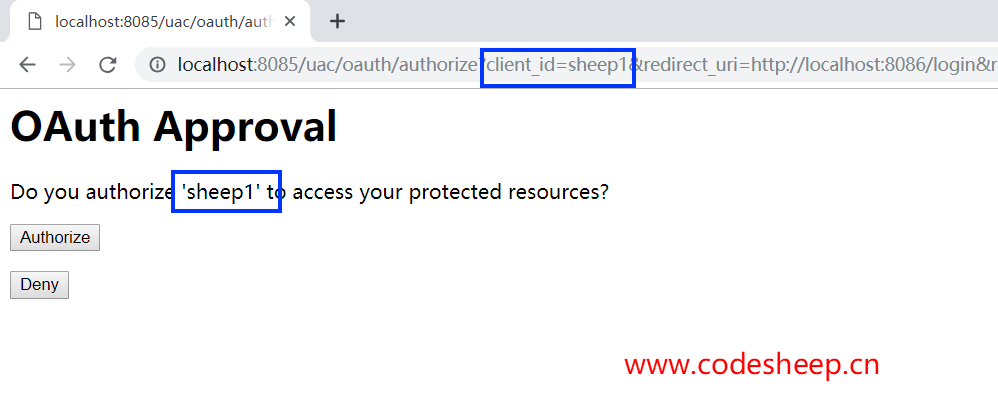 localhost:8085/uac/oauth/auth
localhost:8085/uac/oauth/authorize?client_id=sheep1&redirect_uri=http://localhost:8086/login&r
OAuth Approval
Do you authorize 'sheep1' to access your protected resources?
Authorize
Deny
www.codesheep.cn